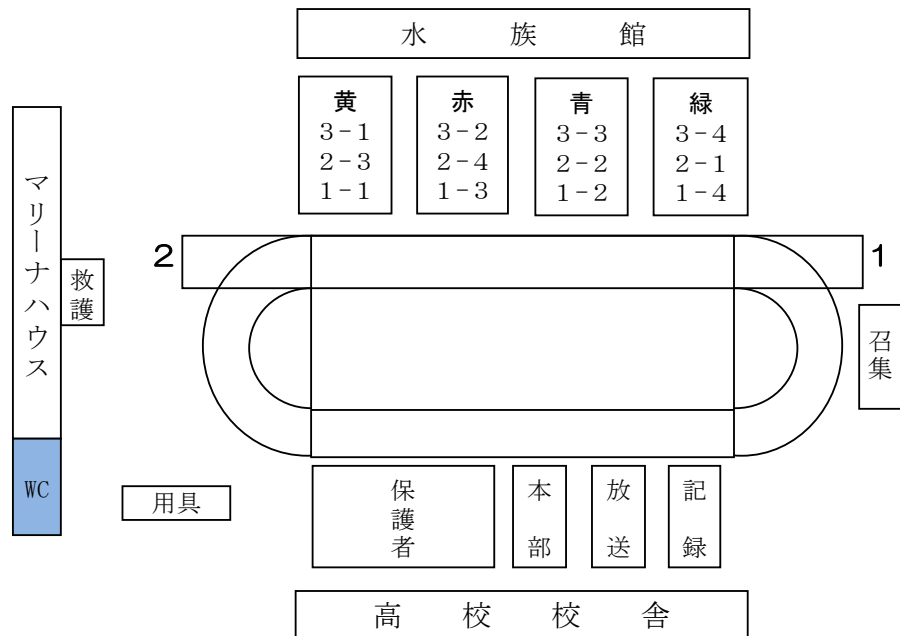 水族館
黄
３-１
２-３
１-１
赤
３-２
２-４
１-３
青
３-３
２-２
１-２
緑
３-４
２-１
１-４
マリーナハウス
救護
2
1
召集
WC
用具
保護者
本部
放送
記録
高校校舎